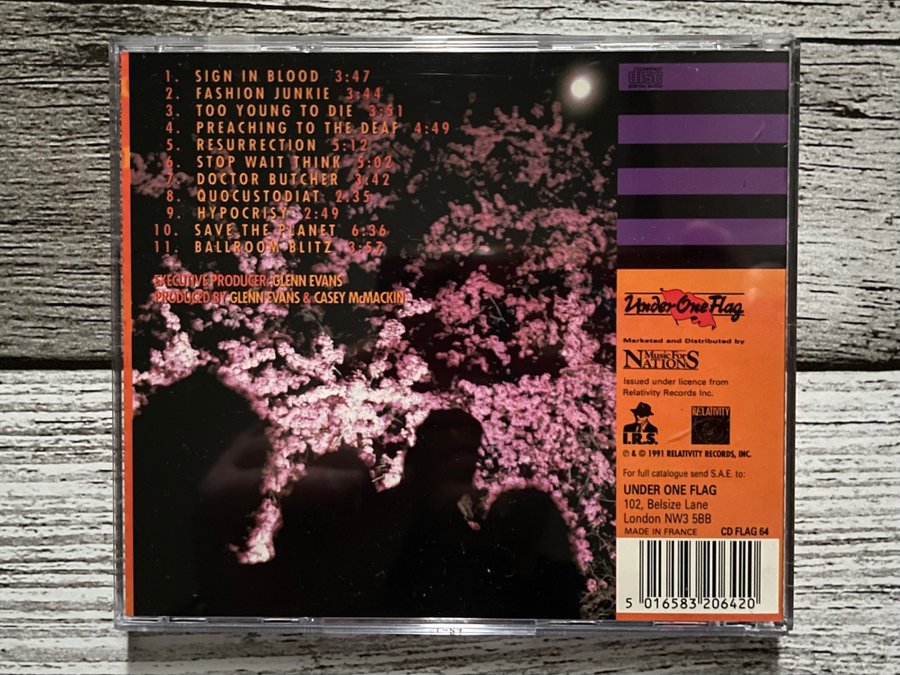 1. SIGN IN BLOOD 3:47
2. FASHION JUNKIE 3:44
3. TOO YOUNG TO DIE 3:51
4. PREACHING TO THE DEAF 4:49
5. RESURRECTION 5:12
6. STOP WAIT THINK 5:02
7 DOCTOR BUTCHER 3:42
8. QUOCUSTODIAT 2:35
9. HYPOCRISY 2:49
10. SAVE THE PLANET 6:36
11. BALLROOM BLITZ 3:57
EXECUTIVE PRODUCER: GLENN EVANS
PRODUCED BY GLENN EVANS & CASEY McMACKIN
COMPACT
disc
DIGITAL AUDIO
Under One Flag
Marketed and Distributed by
Music For
NATIONS
Issued under licence from
Relativity Records Inc.
I.R.S.
RELATIVITY
℗ & © 1991 RELATIVITY RECORDS, INC.
For full catalogue send S.A.E. to:
UNDER ONE FLAG
102, Belsize Lane
London NW3 5BB
MADE IN FRANCE CD FLAG 64
5 016583 206420